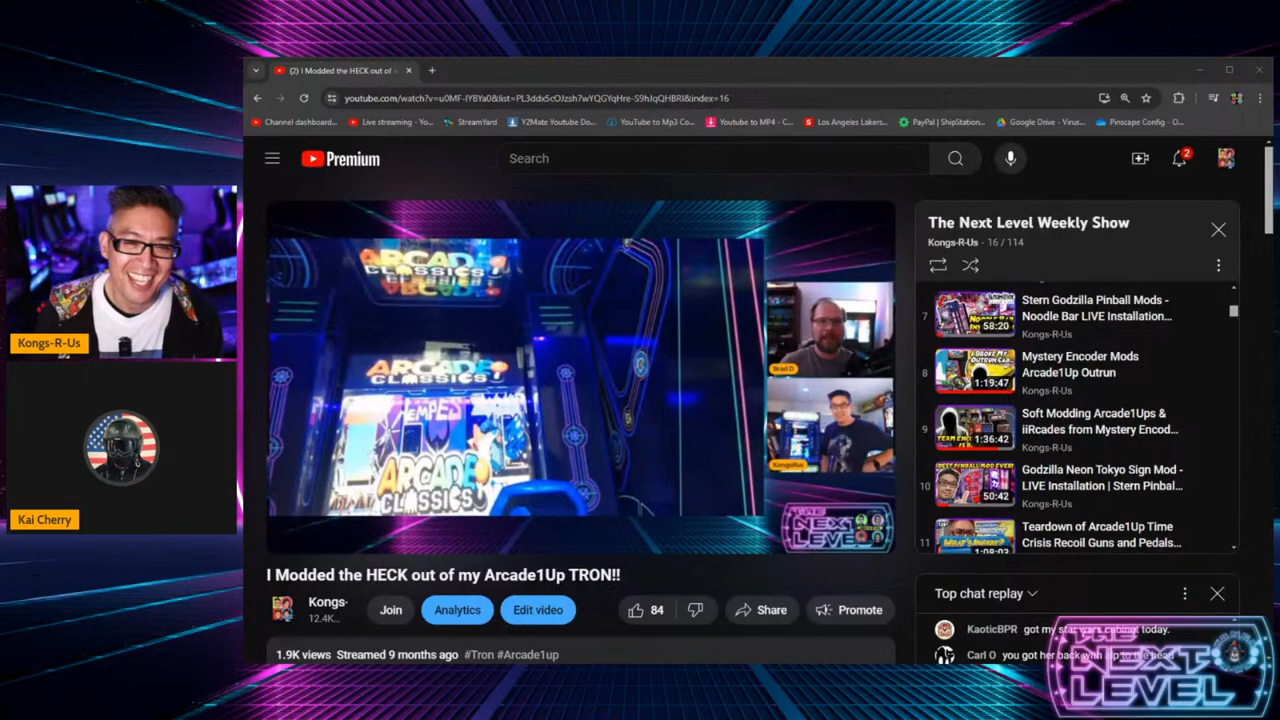 (2) I Modded the HECK out of
youtube.com/watch?v=u0MF-IYBYa0&list=PL3ddx5cOJzsh7wYQGYqHre-S9hJqQHBRI&index=16
Channel dashboard...
Live streaming - Yo...
StreamYard
Y2Mate Youtube Do...
YouTube to Mp3 Co...
Youtube to MP4 - C...
Los Angeles Lakers...
PayPal | ShipStation...
Google Drive - Virus...
Pinscape Config - O...
Premium
Search
2
Kongs-R-Us
Kai Cherry
ARCADE
CLASSICS
ARCADE
CLASSICS
TEMPES
ARCADE
CLASSICS
Brad D.
THE
NEXT
LEVEL
The Next Level Weekly Show
Kongs-R-Us - 16 / 114
7
58:20
Stern Godzilla Pinball Mods -
Noodle Bar LIVE Installation...
Kongs-R-Us
8
1:19:47
Mystery Encoder Mods
Arcade1Up Outrun
Kongs-R-Us
9
1:36:42
Soft Modding Arcade1Ups &
iiRcades from Mystery Encod...
Kongs-R-Us
10
50:42
Godzilla Neon Tokyo Sign Mod -
LIVE Installation | Stern Pinbal...
Kongs-R-Us
11
1:08:03
Teardown of Arcade1Up Time
Crisis Recoil Guns and Pedals...
I Modded the HECK out of my Arcade1Up TRON!!
Kongs-
12.4K...
Join
Analytics
Edit video
84
Share
Promote
1.9K views Streamed 9 months ago #Tron #Arcade1up
Top chat replay
KaoticBPR got my star wars cabinet today.
Carl O you got her back with bip to the head
THE
NEXT
LEVEL